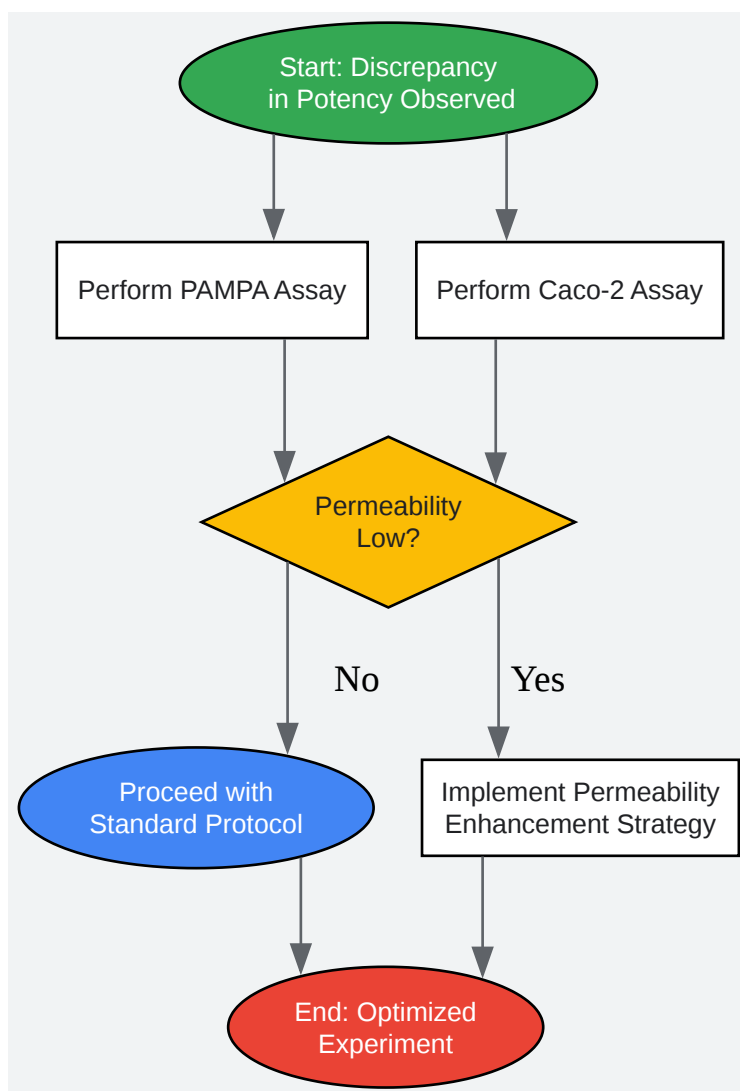 Start: Discrepancy
in Potency Observed
Perform PAMPA Assay
Perform Caco-2 Assay
Permeability
Low?
No
Yes
Proceed with
Standard Protocol
Implement Permeability
Enhancement Strategy
End: Optimized
Experiment